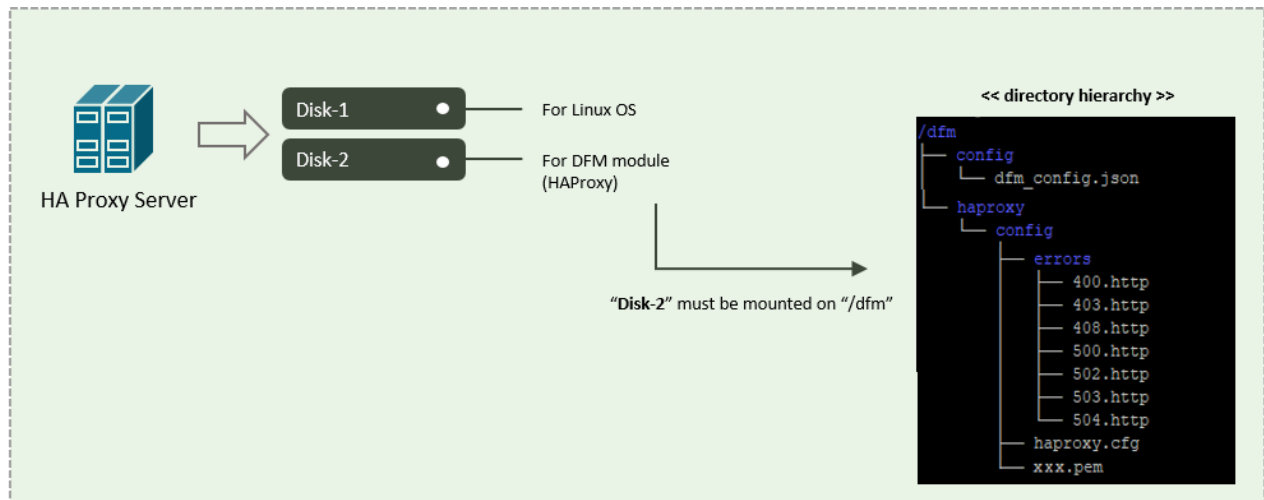 HA Proxy Server
Disk-1
For Linux OS
Disk-2
For DFM module
(HAProxy)
“Disk-2” must be mounted on “/dfm”
<< directory hierarchy >>
/dfm
config
dfm_config.json
haproxy
config
errors
400.http
403.http
408.http
500.http
502.http
503.http
504.http
haproxy.cfg
xxx.pem